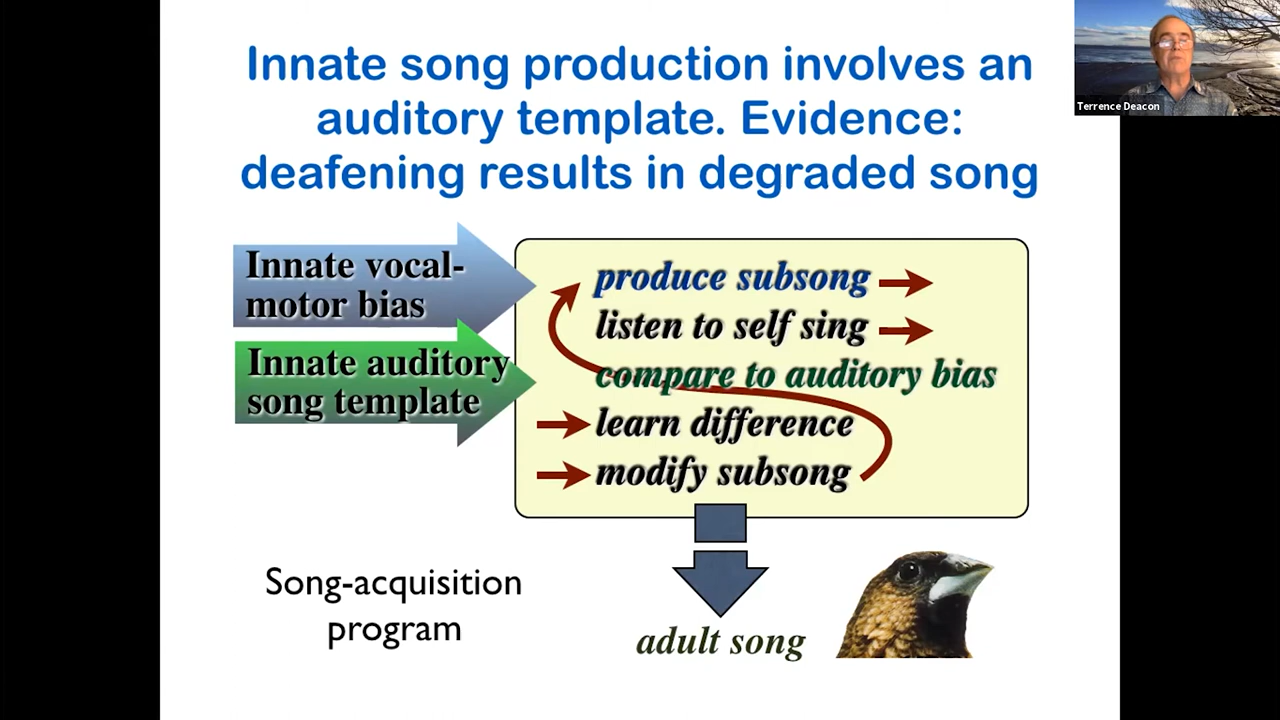 Innate song production involves an
auditory template. Evidence:
deafening results in degraded song
Terrence Deacon
Innate vocal-
motor bias
Innate auditory
song template
produce subsong
listen to self sing
compare to auditory bias
learn difference
modify subsong
Song-acquisition
program
adult song